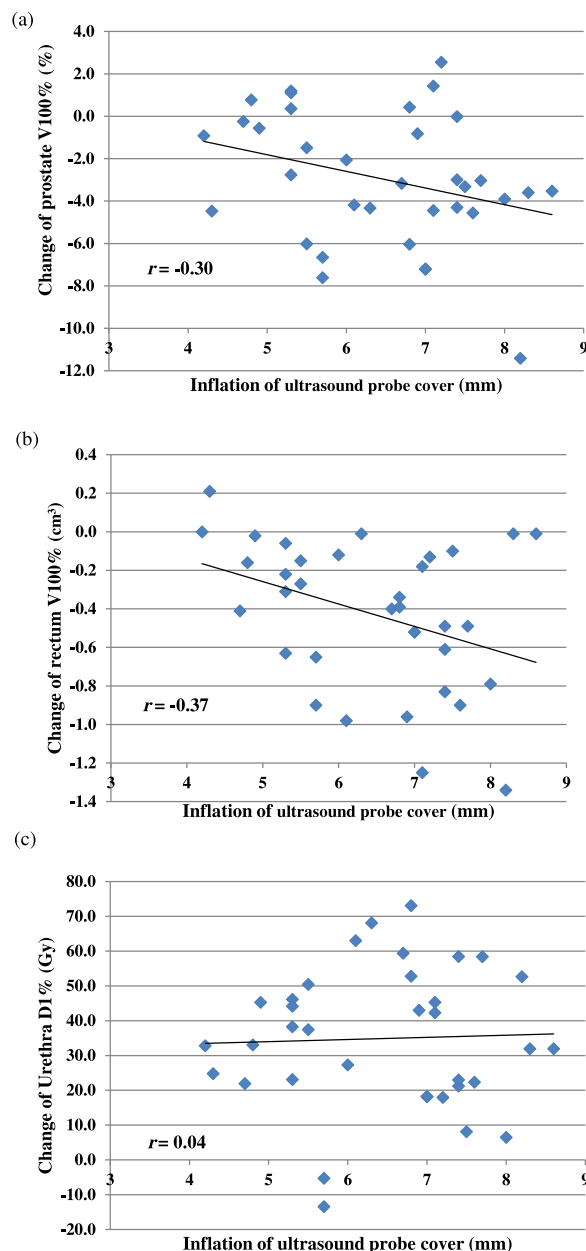 (a)
Change of prostate V100% (%)
4.0
2.0
0.0
-2.0
-4.0
-6.0
-8.0
-10.0
-12.0
r = -0.30
3 4 5 6 7 8 9
Inflation of ultrasound probe cover (mm)
(b)
Change of rectum V100% (cm³)
0.4
0.2
0.0
-0.2
-0.4
-0.6
-0.8
-1.0
-1.2
-1.4
r = -0.37
3 4 5 6 7 8 9
Inflation of ultrasound probe cover (mm)
(c)
Change of Urethra D1% (Gy)
80.0
70.0
60.0
50.0
40.0
30.0
20.0
10.0
0.0
-10.0
-20.0
r = 0.04
3 4 5 6 7 8 9
Inflation of ultrasound probe cover (mm)